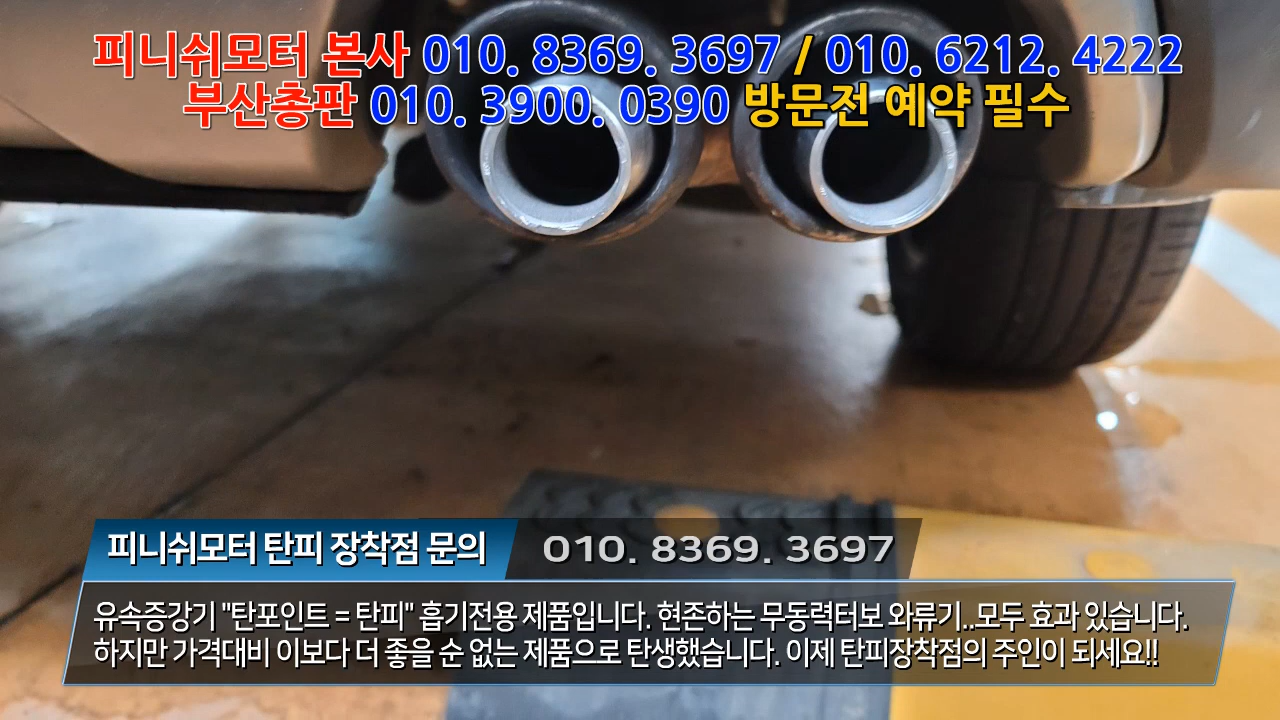 피니쉬모터 본사 010. 8369. 3697 / 010. 6212. 4222
부산총판 010. 3900. 0390 방문전 예약 필수
피니쉬모터 탄피 장착점 문의 010. 8369. 3697
유속증강기 "탄포인트 = 탄피" 흡기전용 제품입니다. 현존하는 무동력터보 와류기..모두 효과 있습니다.
하지만 가격대비 이보다 더 좋을 순 없는 제품으로 탄생했습니다. 이제 탄피장착점의 주인이 되세요!!